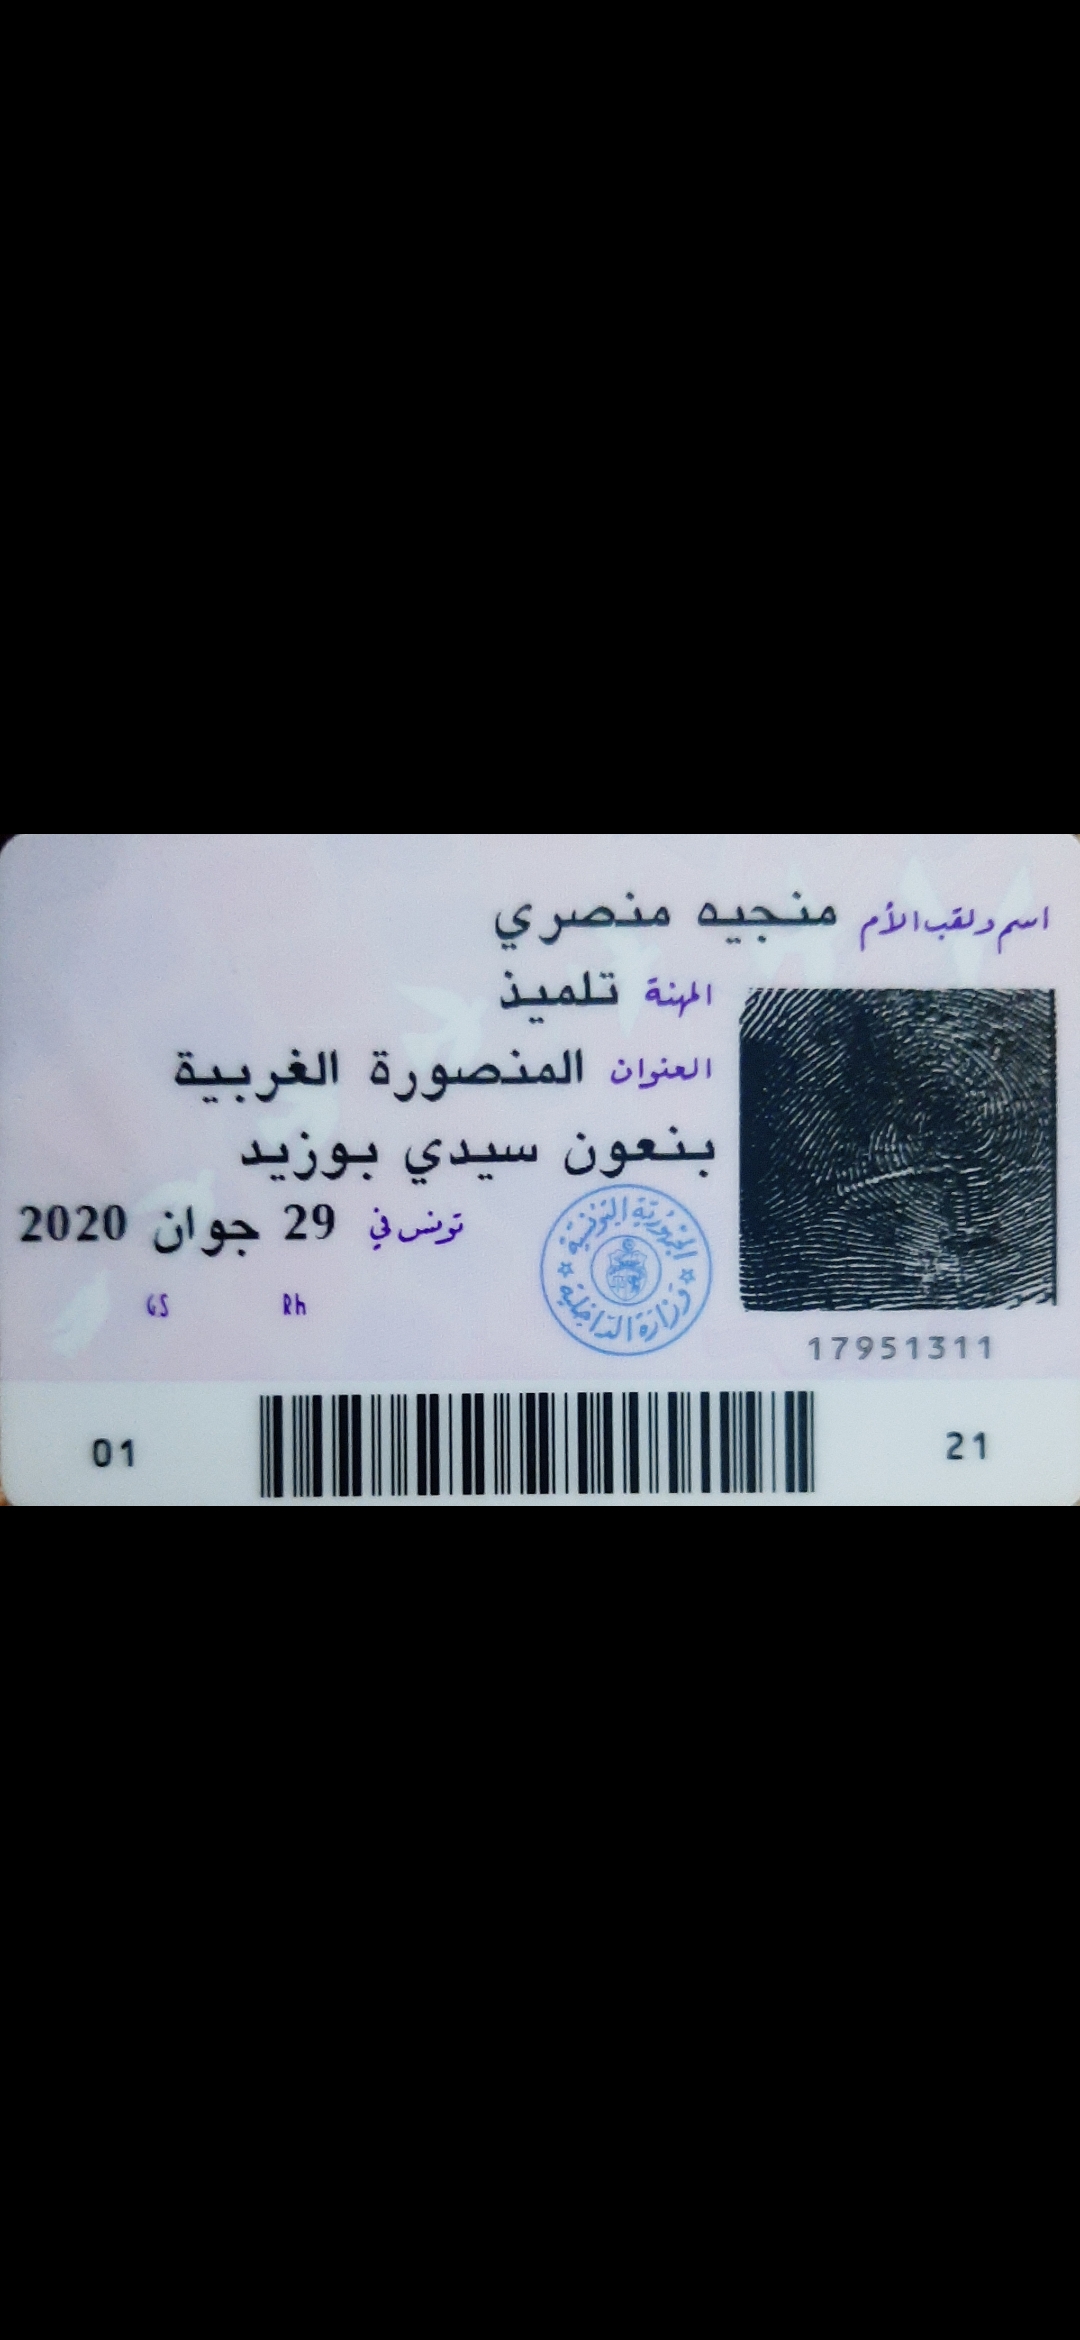 اسم ولقب الأم منجيه منصري
المهنة تلميذ
العنوان المنصورة الغربية
بنعون سيدي بوزيد
تونس في 29 جوان 2020
الجمهورية التونسية
وزارة الداخلية
GS Rh
17951311
01 21